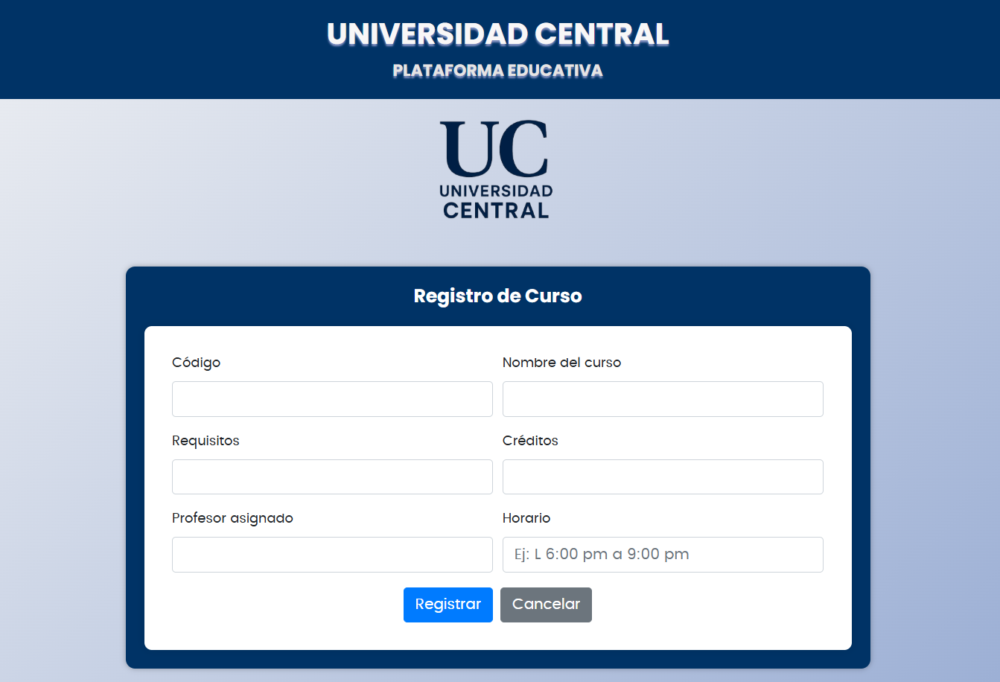 UNIVERSIDAD CENTRAL
PLATAFORMA EDUCATIVA
UC
UNIVERSIDAD
CENTRAL
Registro de Curso
Código
Nombre del curso
Requisitos
Créditos
Profesor asignado
Horario
Ej: L 6:00 pm a 9:00 pm
Registrar
Cancelar